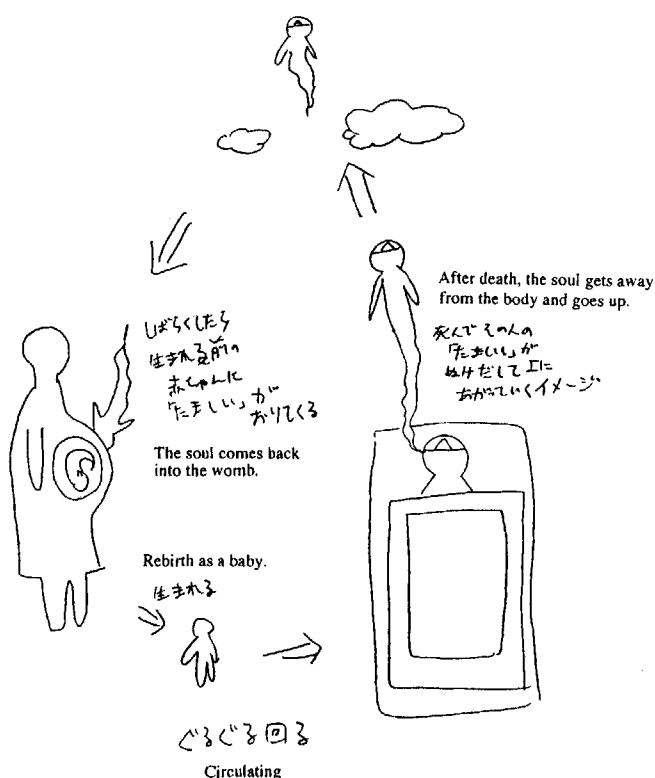 After death, the soul gets away
from the body and goes up.
死んで その人の
「たましい」が
ぬけだして 上に
あがっていくイメージ
しばらくしたら
生まれる前の
赤ちゃんに
「たましい」が
おりてくる
The soul comes back
into the womb.
Rebirth as a baby.
生まれる
ぐるぐる回る
Circulating